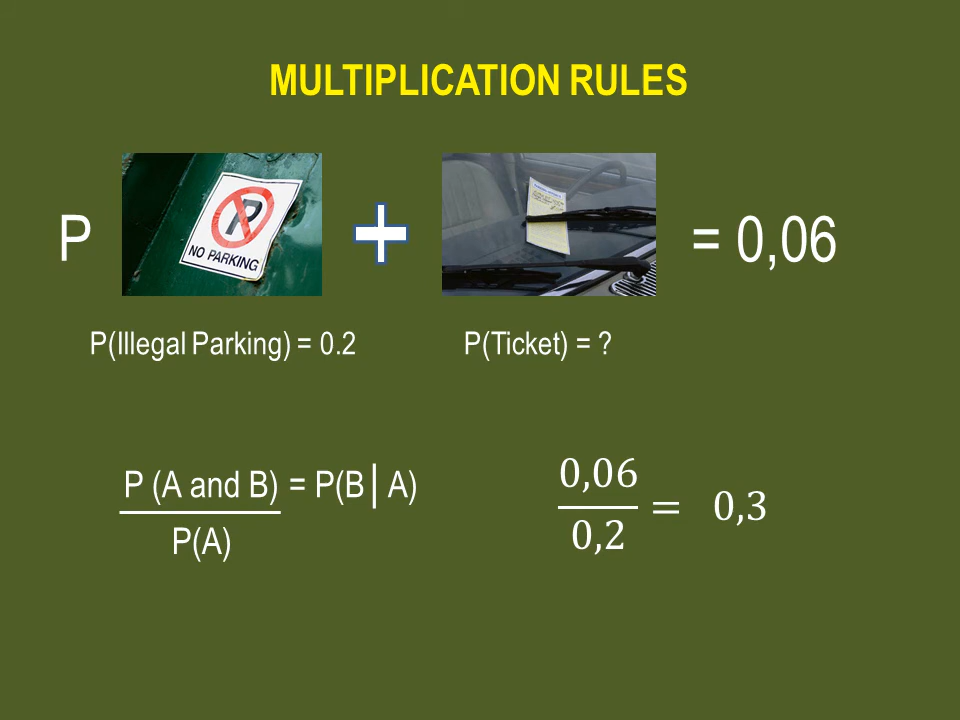 MULTIPLICATION RULES
P
P
NO PARKING
= 0,06
P(Illegal Parking) = 0.2
P(Ticket) = ?
P (A and B) = P(B|A)
P(A)
0,06
0,2
= 0,3